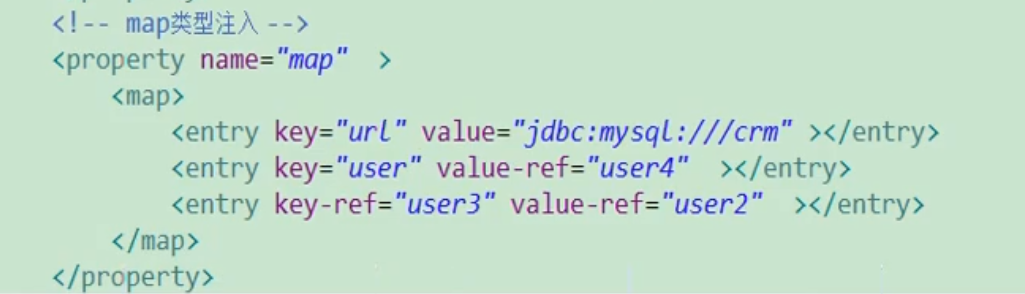 <!-- map类型注入 -->
<property name="map"  >
    <map>
        <entry key="url" value="jdbc:mysql:///crm" ></entry>
        <entry key="user" value-ref="user4"  ></entry>
        <entry key-ref="user3" value-ref="user2"  ></entry>
    </map>
</property>